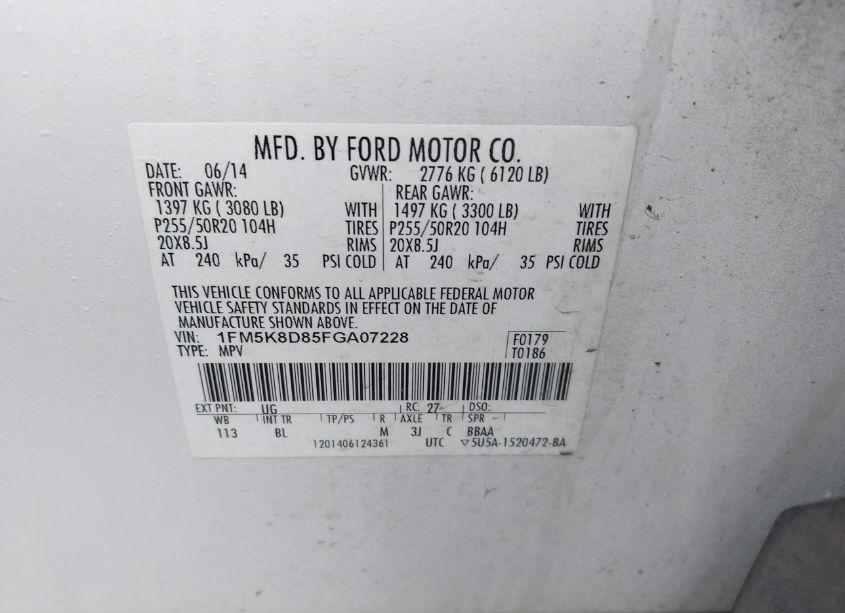 MFD. BY FORD MOTOR CO.
DATE: 06/14 GVWR: 2776 KG ( 6120 LB)
FRONT GAWR: REAR GAWR:
1397 KG ( 3080 LB) WITH 1497 KG ( 3300 LB) WITH
P255/50R20 104H TIRES P255/50R20 104H TIRES
20X8.5J RIMS 20X8.5J RIMS
AT 240 kPa/ 35 PSI COLD AT 240 kPa/ 35 PSI COLD
THIS VEHICLE CONFORMS TO ALL APPLICABLE FEDERAL MOTOR
VEHICLE SAFETY STANDARDS IN EFFECT ON THE DATE OF
MANUFACTURE SHOWN ABOVE.
VIN: 1FM5K8D85FGA07228 F0179
TYPE: MPV T0186
EXT PNT: UG RC: 27 DSO:
WB INT TR TP/PS R AXLE TR SPR
113 BL M 3J C BBAA
1201406124361 UTC ▽5U5A-1520472-BA